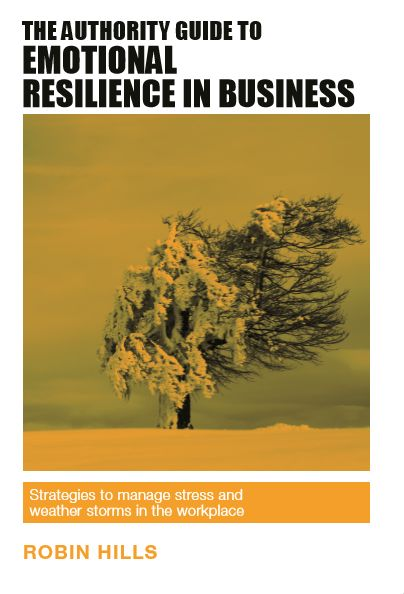 THE AUTHORITY GUIDE TO
EMOTIONAL
RESILIENCE IN BUSINESS
Strategies to manage stress and
weather storms in the workplace
ROBIN HILLS